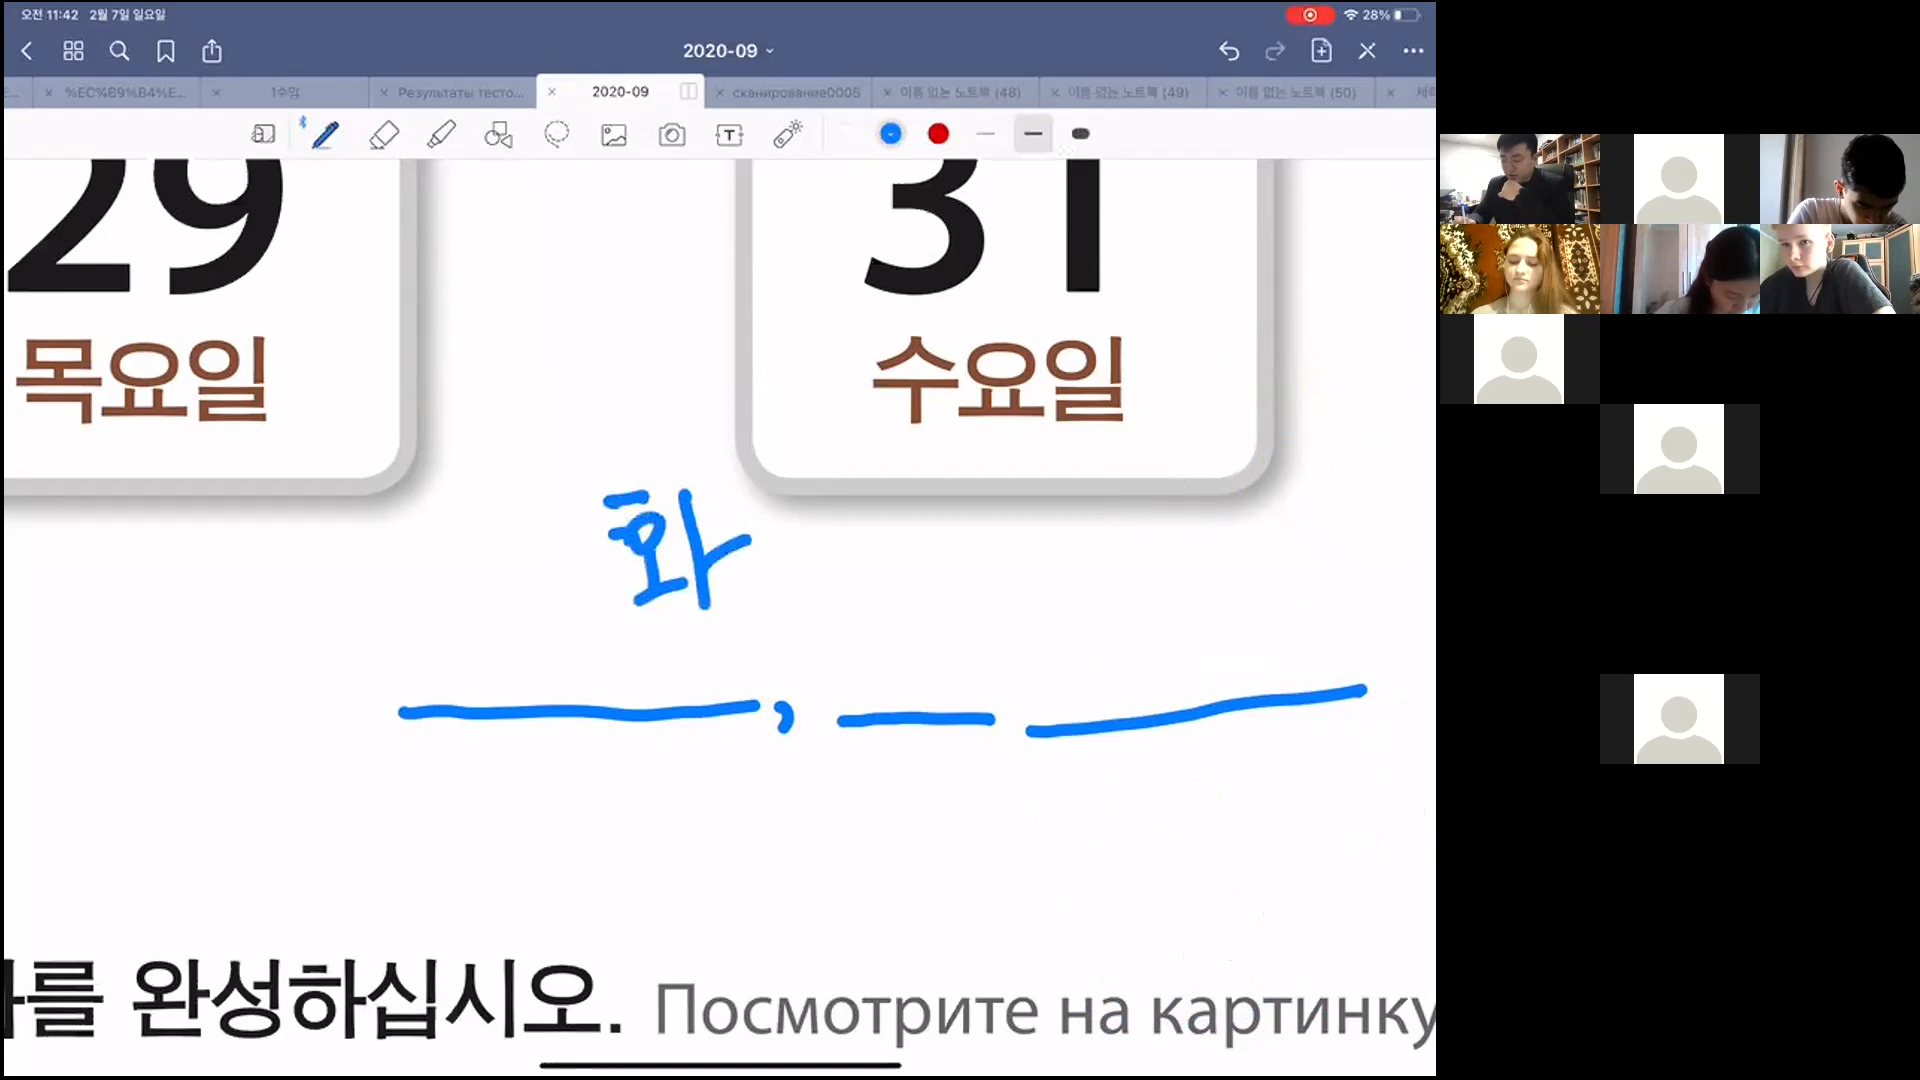 오전 11:42 2월 7일 일요일 28%
2020-09
%EC%B9%B4%E... 1수업 Результаты тесто... 2020-09 сканирование0005 이름 없는 노트북 (48) 이름 없는 노트북 (49) 이름 없는 노트북 (50)
29 31
목요일 수요일
화
를 완성하십시오. Посмотрите на картинку